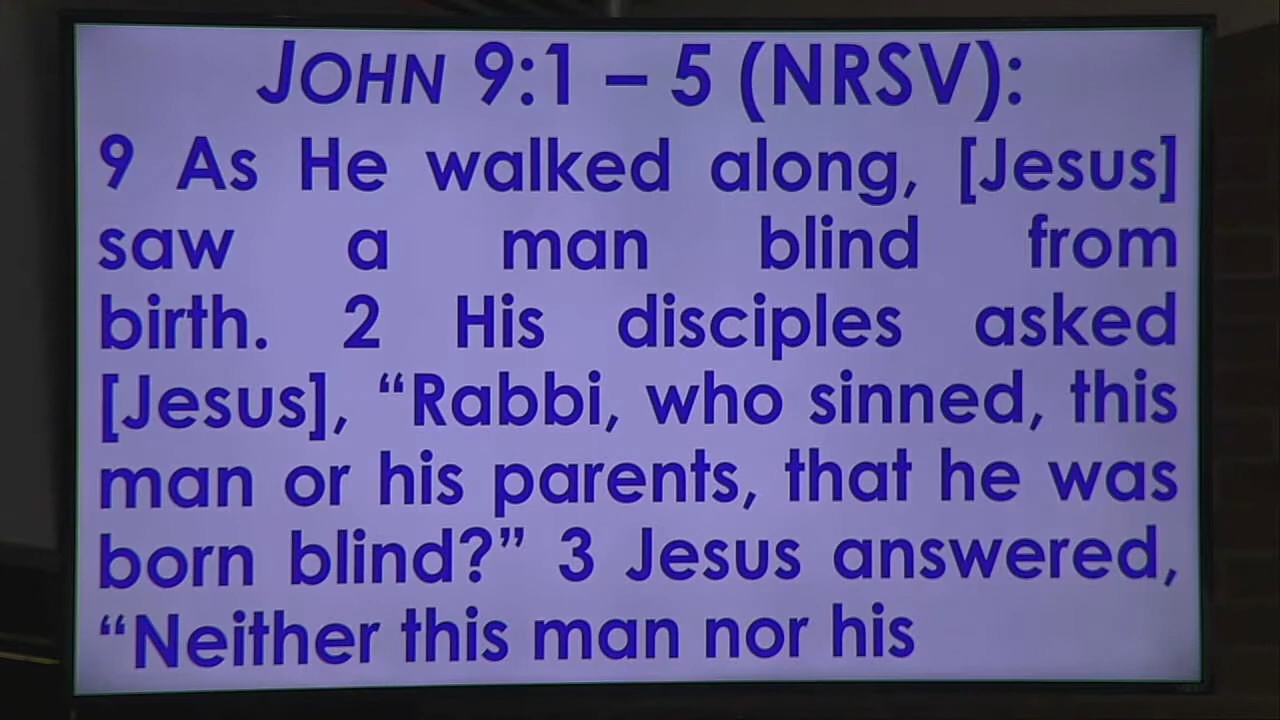 JOHN 9:1 – 5 (NRSV):
9 As He walked along, [Jesus]
saw a man blind from
birth. 2 His disciples asked
[Jesus], “Rabbi, who sinned, this
man or his parents, that he was
born blind?” 3 Jesus answered,
“Neither this man nor his